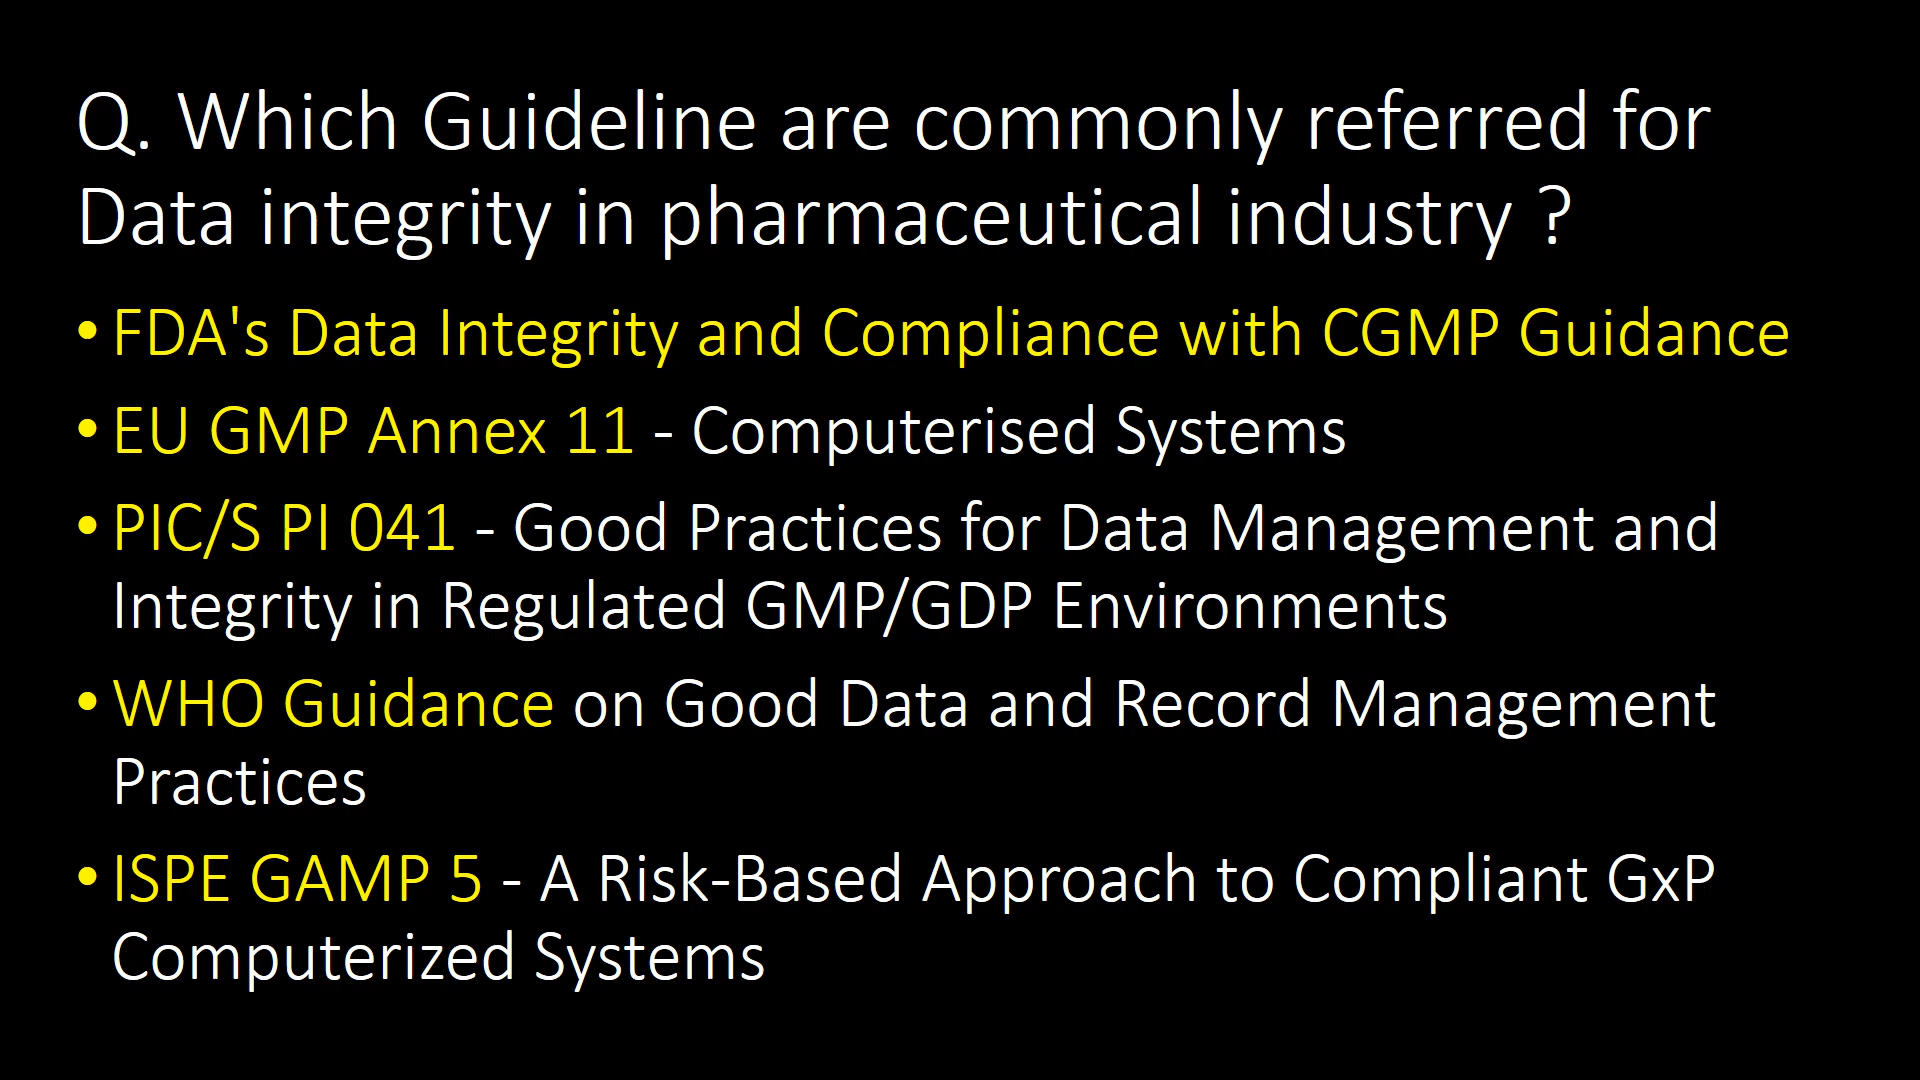 Q. Which Guideline are commonly referred for
Data integrity in pharmaceutical industry ?
• FDA's Data Integrity and Compliance with CGMP Guidance
• EU GMP Annex 11 - Computerised Systems
• PIC/S PI 041 - Good Practices for Data Management and
Integrity in Regulated GMP/GDP Environments
• WHO Guidance on Good Data and Record Management
Practices
• ISPE GAMP 5 - A Risk-Based Approach to Compliant GxP
Computerized Systems